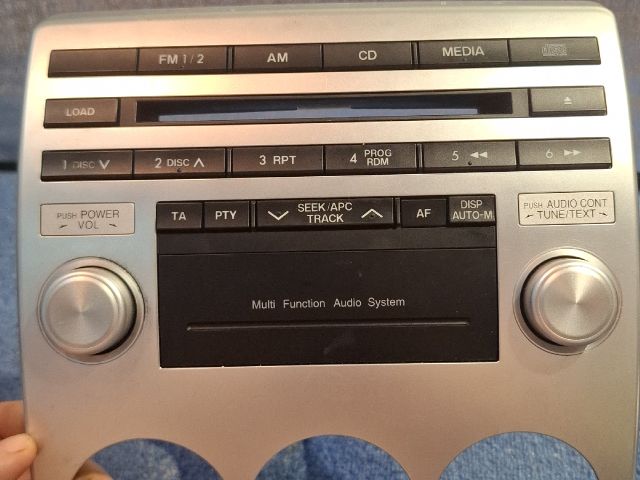 FM 1/2 AM CD MEDIA
LOAD
1 DISC 2 DISC 3 RPT 4 PROG RDM 5 6
PUSH POWER
VOL
TA PTY SEEK/APC TRACK AF DISP AUTO-M
PUSH AUDIO CONT
TUNE/TEXT
Multi Function Audio System